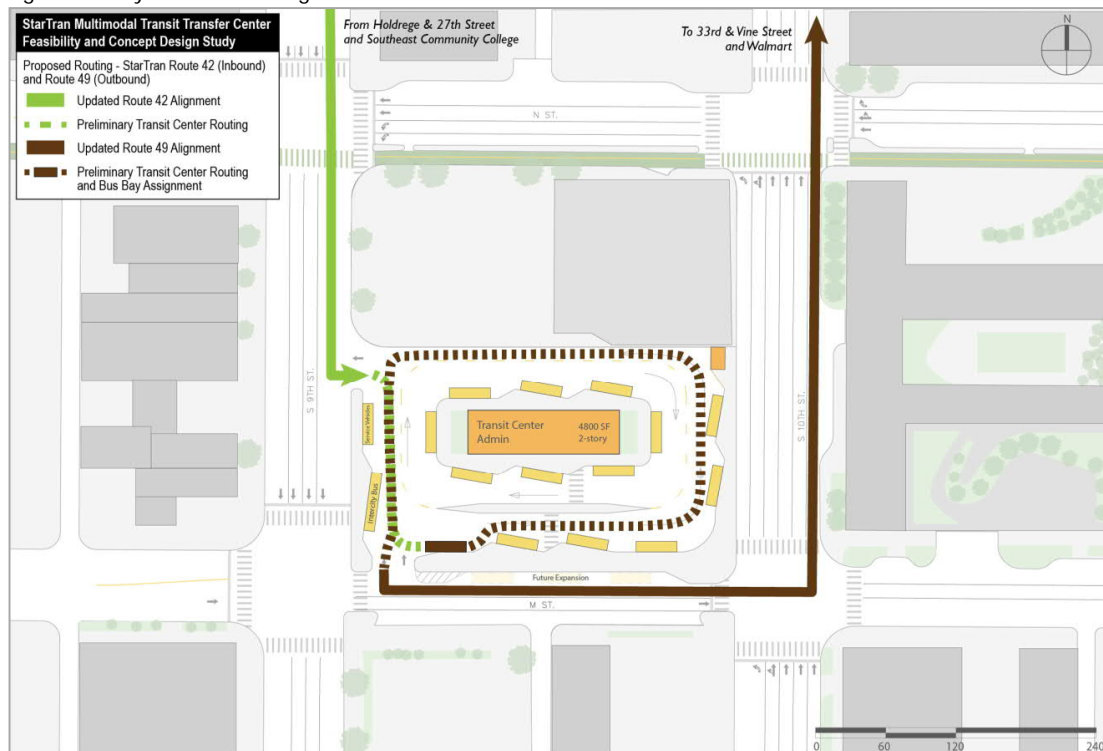 StarTran Multimodal Transit Transfer Center
Feasibility and Concept Design Study
Proposed Routing - StarTran Route 42 (Inbound)
and Route 49 (Outbound)
Updated Route 42 Alignment
Preliminary Transit Center Routing
Updated Route 49 Alignment
Preliminary Transit Center Routing
and Bus Bay Assignment
From Holdrege & 27th Street
and Southeast Community College
To 33rd & Vine Street
and Walmart
N
N ST.
S 9TH ST.
S 10TH ST.
Service Vehicles
Intercity Bus
Transit Center
Admin
4800 SF
2-story
Future Expansion
M ST.
0 60 120 240